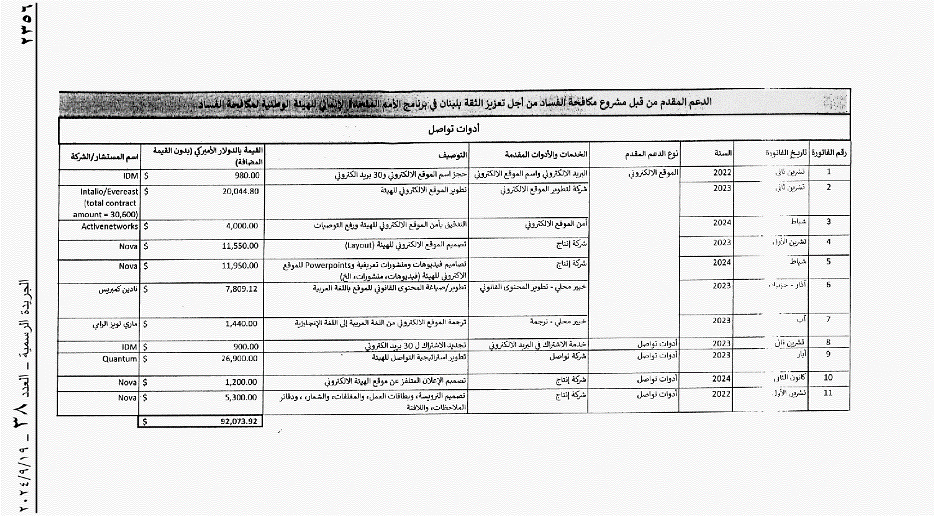 ٢٣٥٦
الجريدة الرسمية – العدد ٣٨ – ٢٠٢٤/٩/١٩
الدعم المقدم من قبل مشروع مكافحة الفساد من أجل تعزيز الثقة بلبنان في برنامج الأمم المتحدة الإنمائي للهيئة الوطنية لمكافحة الفساد
أدوات تواصل
رقم الفاتورة تاريخ الفاتورة السنة نوع الدعم المقدم الخدمات والأدوات المقدمة التوصيف القيمة بالدولار الأميركي (بدون القيمة المضافة) اسم المستشار/الشركة
1 تشرين ثاني 2022 الموقع الالكتروني البريد الالكتروني واسم الموقع الالكتروني حجز اسم الموقع الالكتروني و30 بريد الكتروني $ 980.00 IDM
2 تشرين ثاني 2023 شركة لتطوير الموقع الالكتروني تطوير الموقع الالكتروني للهيئة $ 20,044.80 Intalio/Evereast
(total contract
amount = 30,600)
3 شباط 2024 أمن الموقع الالكتروني التدقيق بأمن الموقع الالكتروني للهيئة ورفع التوصيات $ 4,000.00 Activenetworks
4 تشرين الأول 2023 شركة إنتاج تصميم الموقع الالكتروني للهيئة (Layout) $ 11,550.00 Nova
5 شباط 2024 شركة إنتاج تصاميم فيديوهات ومنشورات تعريفية وPowerpoints للموقع $ 11,950.00 Nova
الالكتروني للهيئة (فيديوهات، منشورات، الخ)
6 آذار - 2023 خبير محلي - تطوير المحتوى القانوني تطوير/صياغة المحتوى القانوني للموقع باللغة العربية $ 7,809.12 نادين كمبريس
7 آب 2023 خبير محلي - ترجمة ترجمة الموقع الالكتروني من اللغة العربية إلى اللغة الإنجليزية $ 1,440.00 ماري نويز الراي
8 تشرين ثاني 2023 أدوات تواصل خدمة الاشتراك في البريد الالكتروني تجديد الاشتراك ل 30 بريد الكتروني $ 900.00 IDM
9 أيار 2023 أدوات تواصل شركة تواصل تطوير استراتيجية التواصل للهيئة $ 26,900.00 Quantum
10 كانون الثاني 2024 أدوات تواصل شركة إنتاج تصميم الإعلان المتلفز عن موقع الهيئة الالكتروني $ 1,200.00 Nova
11 تشرين الأول 2022 أدوات تواصل شركة إنتاج تصميم الترويسة، وبطاقات العمل، والمغلفات، والشعار، ودفاتر $ 5,300.00 Nova
الملاحظات، واللافتة
$ 92,073.92